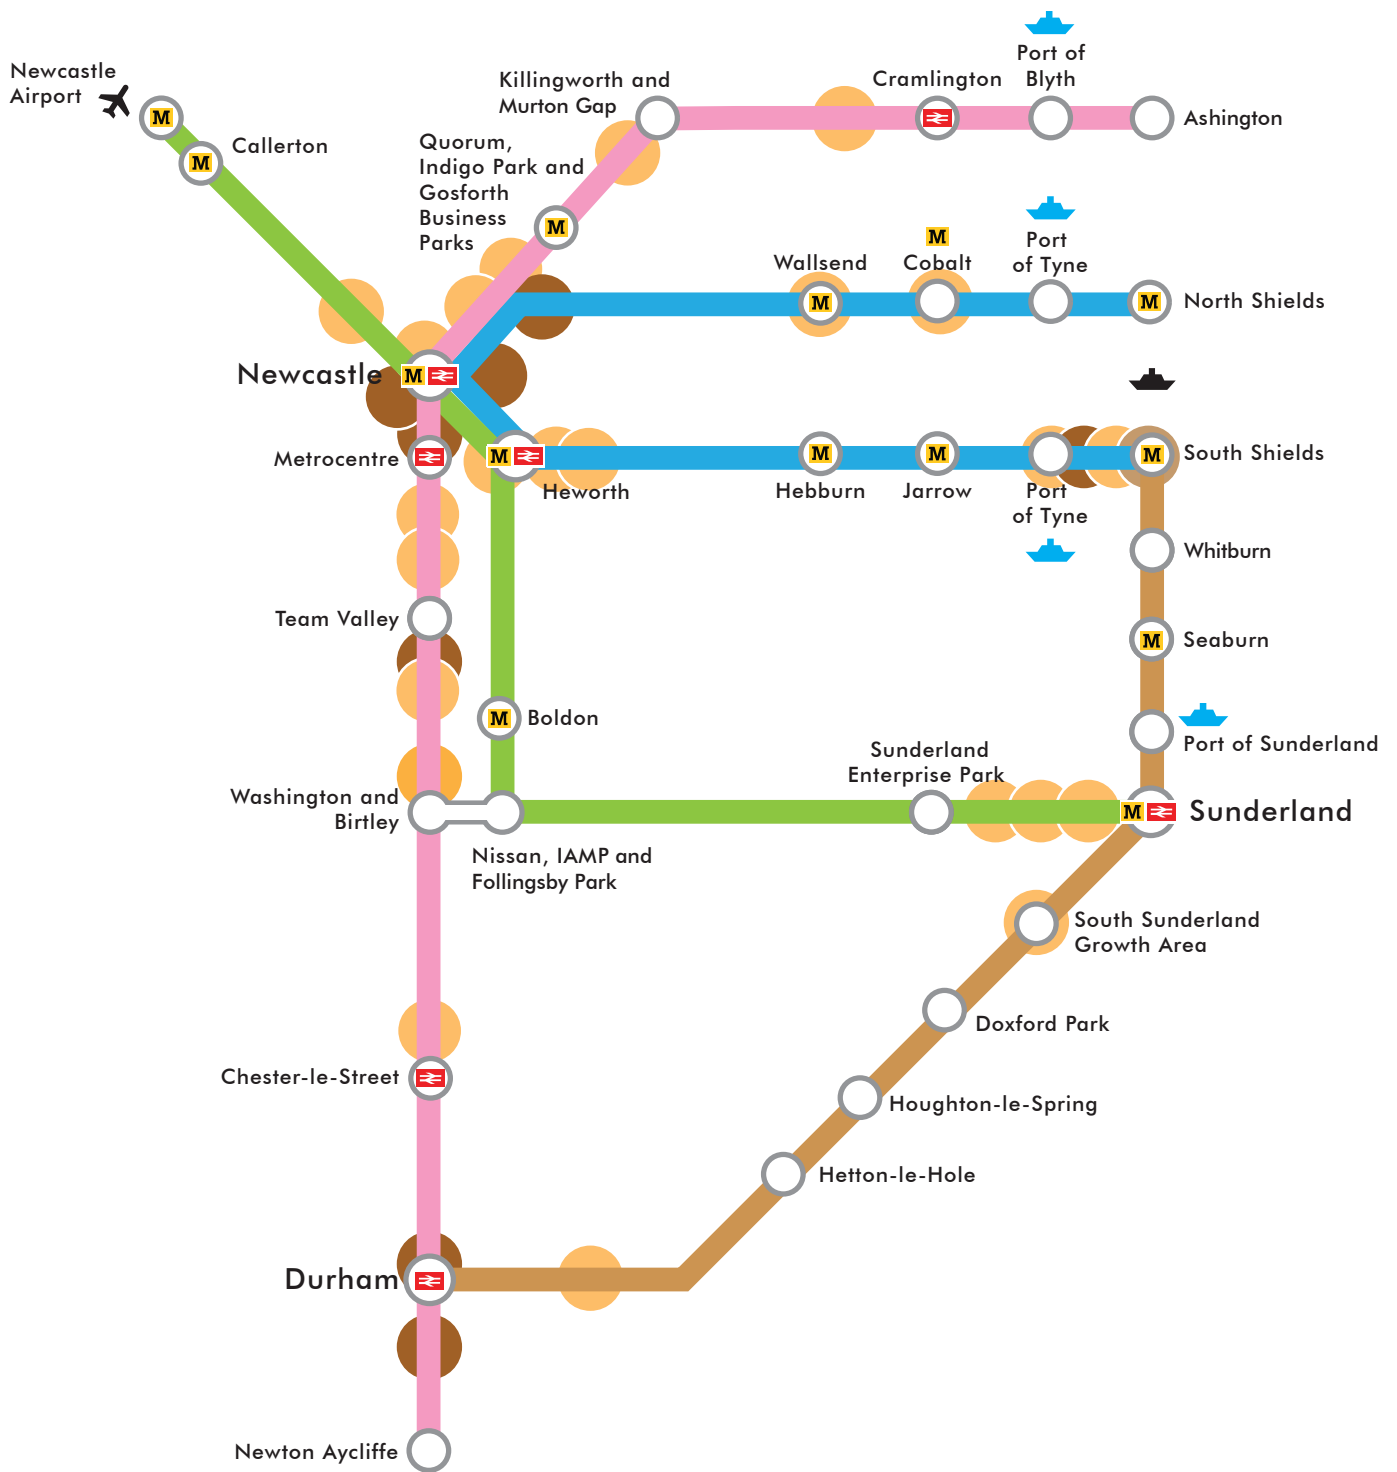 Newcastle
Airport
M
M
Callerton
Killingworth and
Murton Gap
Cramlington
Port of
Blyth
Ashington
Quorum,
Indigo Park and
Gosforth
Business
Parks
M
Wallsend
M
M
Cobalt
Port
of Tyne
M
North Shields
Newcastle
M
Metrocentre
M
Heworth
M
Hebburn
M
Jarrow
Port
of Tyne
M
South Shields
Whitburn
Team Valley
M
Seaburn
M
Boldon
Port of Sunderland
Sunderland
Enterprise Park
Washington and
Birtley
M
Sunderland
Nissan, IAMP and
Follingsby Park
South Sunderland
Growth Area
Doxford Park
Chester-le-Street
Houghton-le-Spring
Hetton-le-Hole
Durham
Newton Aycliffe